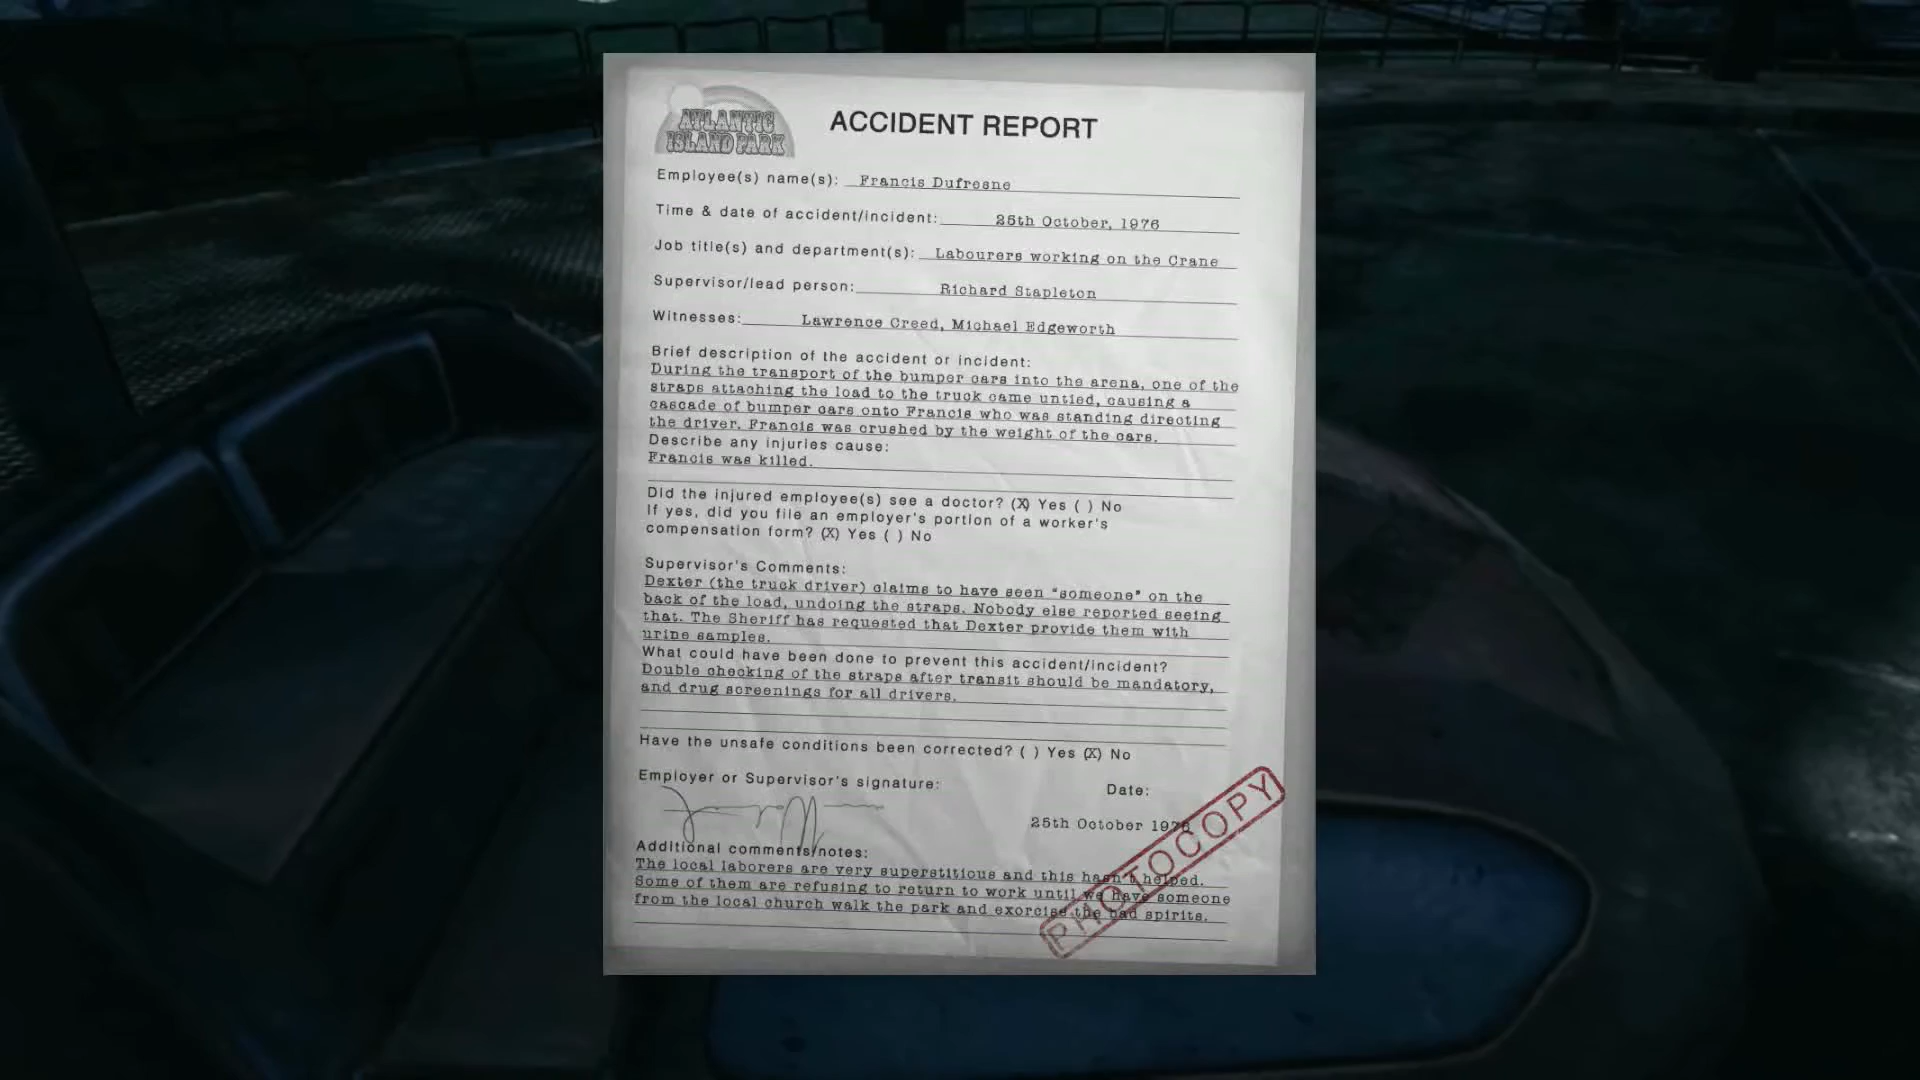 ATLANTIC
ISLAND PARK
ACCIDENT REPORT
Employee(s) name(s): Francis Dufresne
Time & date of accident/incident: 25th October, 1976
Job title(s) and department(s): Labourers working on the Crane
Supervisor/lead person: Richard Stapleton
Witnesses: Lawrence Creed, Michael Edgeworth
Brief description of the accident or incident:
During the transport of the bumper cars into the arena, one of the
straps attaching the load to the truck came untied, causing a
cascade of bumper cars onto Francis who was standing directing
the driver. Francis was crushed by the weight of the cars.
Describe any injuries cause:
Francis was killed.
Did the injured employee(s) see a doctor? (X) Yes ( ) No
If yes, did you file an employer's portion of a worker's
compensation form? (X) Yes ( ) No
Supervisor's Comments:
Dexter (the truck driver) claims to have seen "someone" on the
back of the load, undoing the straps. Nobody else reported seeing
that. The Sheriff has requested that Dexter provide them with
urine samples.
What could have been done to prevent this accident/incident?
Double checking of the straps after transit should be mandatory,
and drug screenings for all drivers.
Have the unsafe conditions been corrected? ( ) Yes (X) No
Employer or Supervisor's signature:
Date:
25th October 1976
Additional comments/notes:
The local laborers are very superstitious and this hasn't helped.
Some of them are refusing to return to work until we have someone
from the local church walk the park and exorcise the bad spirits.
PHOTOCOPY